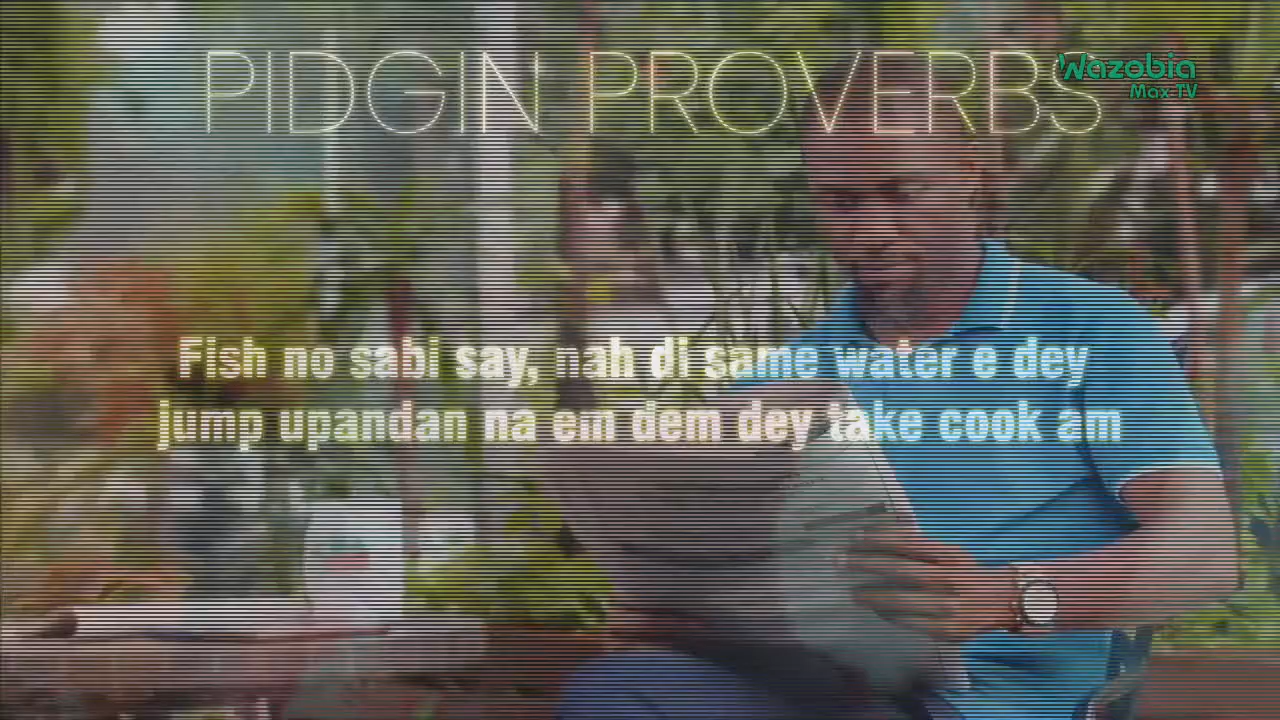 PIDGIN PROVERBS
Wazobia
Max TV
Fish no sabi say, nah di same water e dey
jump upandan na em dem dey take cook am